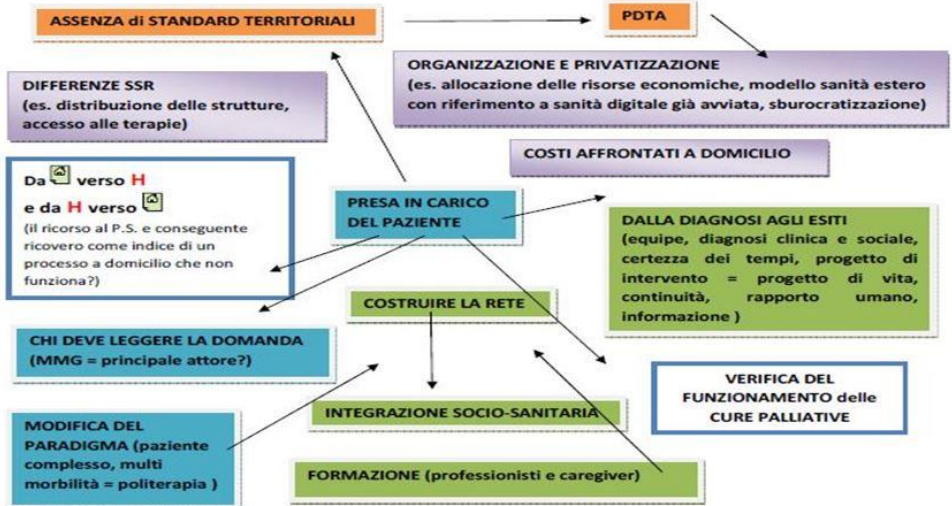 ASSENZA di STANDARD TERRITORIALI
PDTA
DIFFERENZE SSR
(es. distribuzione delle strutture,
accesso alle terapie)
ORGANIZZAZIONE E PRIVATIZZAZIONE
(es. allocazione delle risorse economiche, modello sanità estero
con riferimento a sanità digitale già avviata, sburocratizzazione)
COSTI AFFRONTATI A DOMICILIO
Da verso H
e da H verso
(il ricorso al P.S. e conseguente
ricovero come indice di un
processo a domicilio che non
funziona?)
PRESA IN CARICO
DEL PAZIENTE
DALLA DIAGNOSI AGLI ESITI
(equipe, diagnosi clinica e sociale,
certezza dei tempi, progetto di
intervento = progetto di vita,
continuità, rapporto umano,
informazione )
COSTRUIRE LA RETE
CHI DEVE LEGGERE LA DOMANDA
(MMG = principale attore?)
VERIFICA DEL
FUNZIONAMENTO delle
CURE PALLIATIVE
INTEGRAZIONE SOCIO-SANITARIA
MODIFICA DEL
PARADIGMA (paziente
complesso, multi
morbilità = politerapia )
FORMAZIONE (professionisti e caregiver)